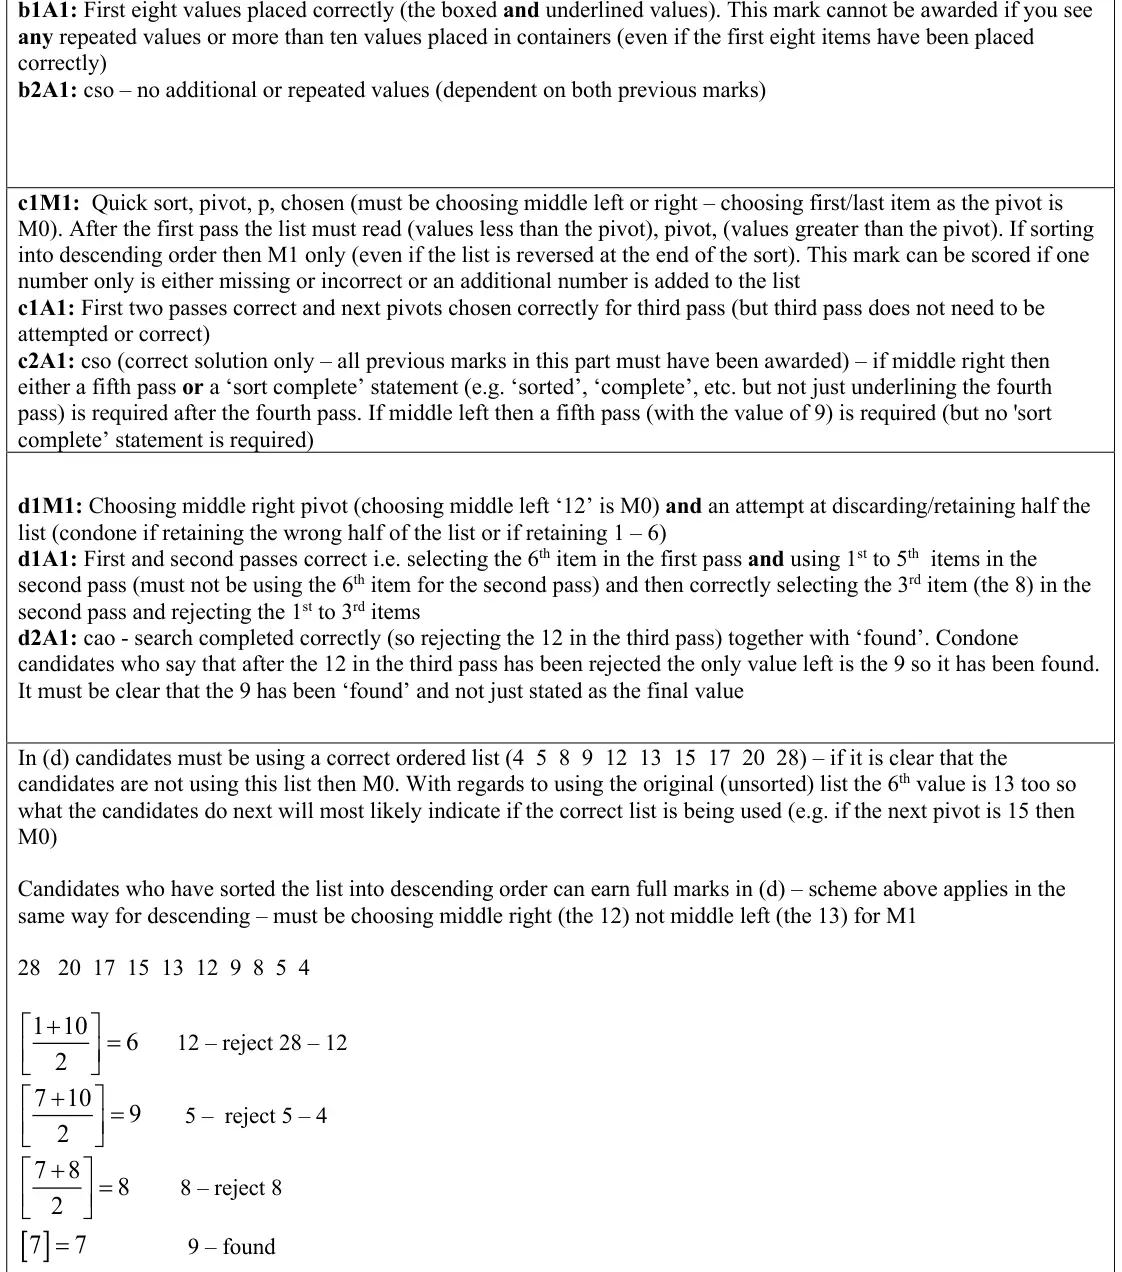 b1A1: First eight values placed correctly (the boxed and underlined values). This mark cannot be awarded if you see
any repeated values or more than ten values placed in containers (even if the first eight items have been placed
correctly)
b2A1: cso – no additional or repeated values (dependent on both previous marks)
c1M1: Quick sort, pivot, p, chosen (must be choosing middle left or right – choosing first/last item as the pivot is
M0). After the first pass the list must read (values less than the pivot), pivot, (values greater than the pivot). If sorting
into descending order then M1 only (even if the list is reversed at the end of the sort). This mark can be scored if one
number only is either missing or incorrect or an additional number is added to the list
c1A1: First two passes correct and next pivots chosen correctly for third pass (but third pass does not need to be
attempted or correct)
c2A1: cso (correct solution only – all previous marks in this part must have been awarded) – if middle right then
either a fifth pass or a ‘sort complete’ statement (e.g. ‘sorted’, ‘complete’, etc. but not just underlining the fourth
pass) is required after the fourth pass. If middle left then a fifth pass (with the value of 9) is required (but no 'sort
complete’ statement is required)
d1M1: Choosing middle right pivot (choosing middle left ‘12’ is M0) and an attempt at discarding/retaining half the
list (condone if retaining the wrong half of the list or if retaining 1 – 6)
d1A1: First and second passes correct i.e. selecting the 6th item in the first pass and using 1st to 5th items in the
second pass (must not be using the 6th item for the second pass) and then correctly selecting the 3rd item (the 8) in the
second pass and rejecting the 1st to 3rd items
d2A1: cao - search completed correctly (so rejecting the 12 in the third pass) together with ‘found’. Condone
candidates who say that after the 12 in the third pass has been rejected the only value left is the 9 so it has been found.
It must be clear that the 9 has been ‘found’ and not just stated as the final value
In (d) candidates must be using a correct ordered list (4 5 8 9 12 13 15 17 20 28) – if it is clear that the
candidates are not using this list then M0. With regards to using the original (unsorted) list the 6th value is 13 too so
what the candidates do next will most likely indicate if the correct list is being used (e.g. if the next pivot is 15 then
M0)
Candidates who have sorted the list into descending order can earn full marks in (d) – scheme above applies in the
same way for descending – must be choosing middle right (the 12) not middle left (the 13) for M1
28 20 17 15 13 12 9 8 5 4
[(1+10)/2] = 6 12 – reject 28 – 12
[(7+10)/2] = 9 5 – reject 5 – 4
[(7+8)/2] = 8 8 – reject 8
[7] = 7 9 – found